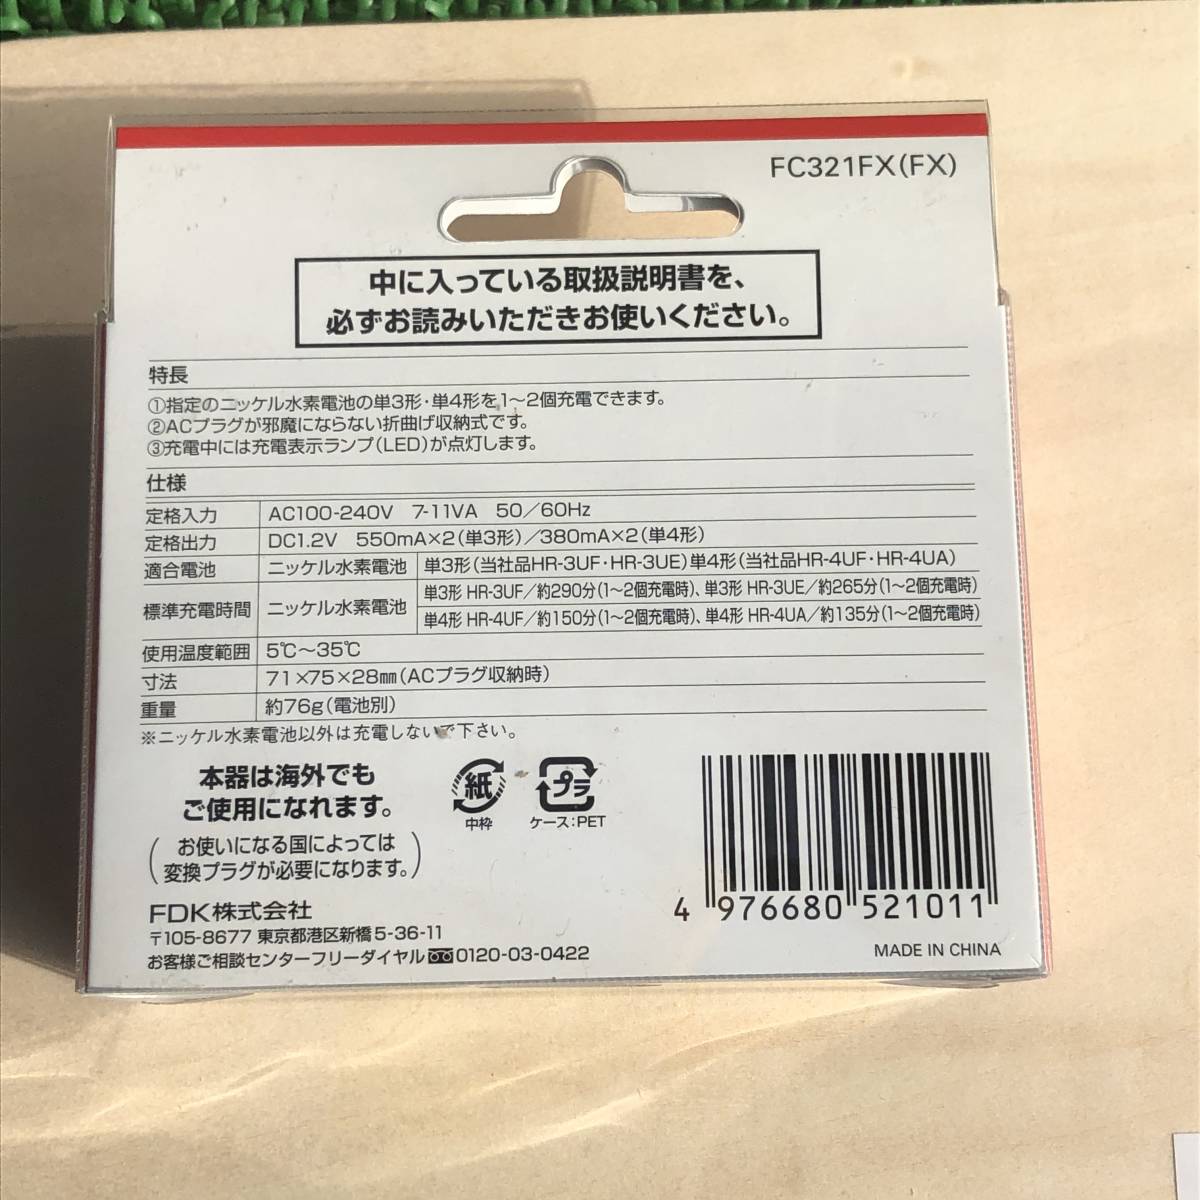 FC321FX(FX)
中に入っている取扱説明書を、
必ずお読みいただきお使いください。
特長
①指定のニッケル水素電池の単3形・単4形を1〜2個充電できます。
②ACプラグが邪魔にならない折曲げ収納式です。
③充電中には充電表示ランプ(LED)が点灯します。
仕様
定格入力 AC100-240V 7-11VA 50／60Hz
定格出力 DC1.2V 550mA×2(単3形)／380mA×2(単4形)
適合電池 ニッケル水素電池 単3形(当社品HR-3UF・HR-3UE)単4形(当社品HR-4UF・HR-4UA)
標準充電時間 ニッケル水素電池 単3形 HR-3UF／約290分(1〜2個充電時)、単3形 HR-3UE／約265分(1〜2個充電時)
単4形 HR-4UF／約150分(1〜2個充電時)、単4形 HR-4UA／約135分(1〜2個充電時)
使用温度範囲 5℃〜35℃
寸法 71×75×28㎜(ACプラグ収納時)
重量 約76g(電池別)
※ニッケル水素電池以外は充電しないで下さい。
本器は海外でも
ご使用になれます。
(お使いになる国によっては
変換プラグが必要になります。)
紙
中枠
プラ
ケース:PET
FDK株式会社
〒105-8677 東京都港区新橋5-36-11
お客様ご相談センターフリーダイヤル 0120-03-0422
4 976680 521011
MADE IN CHINA